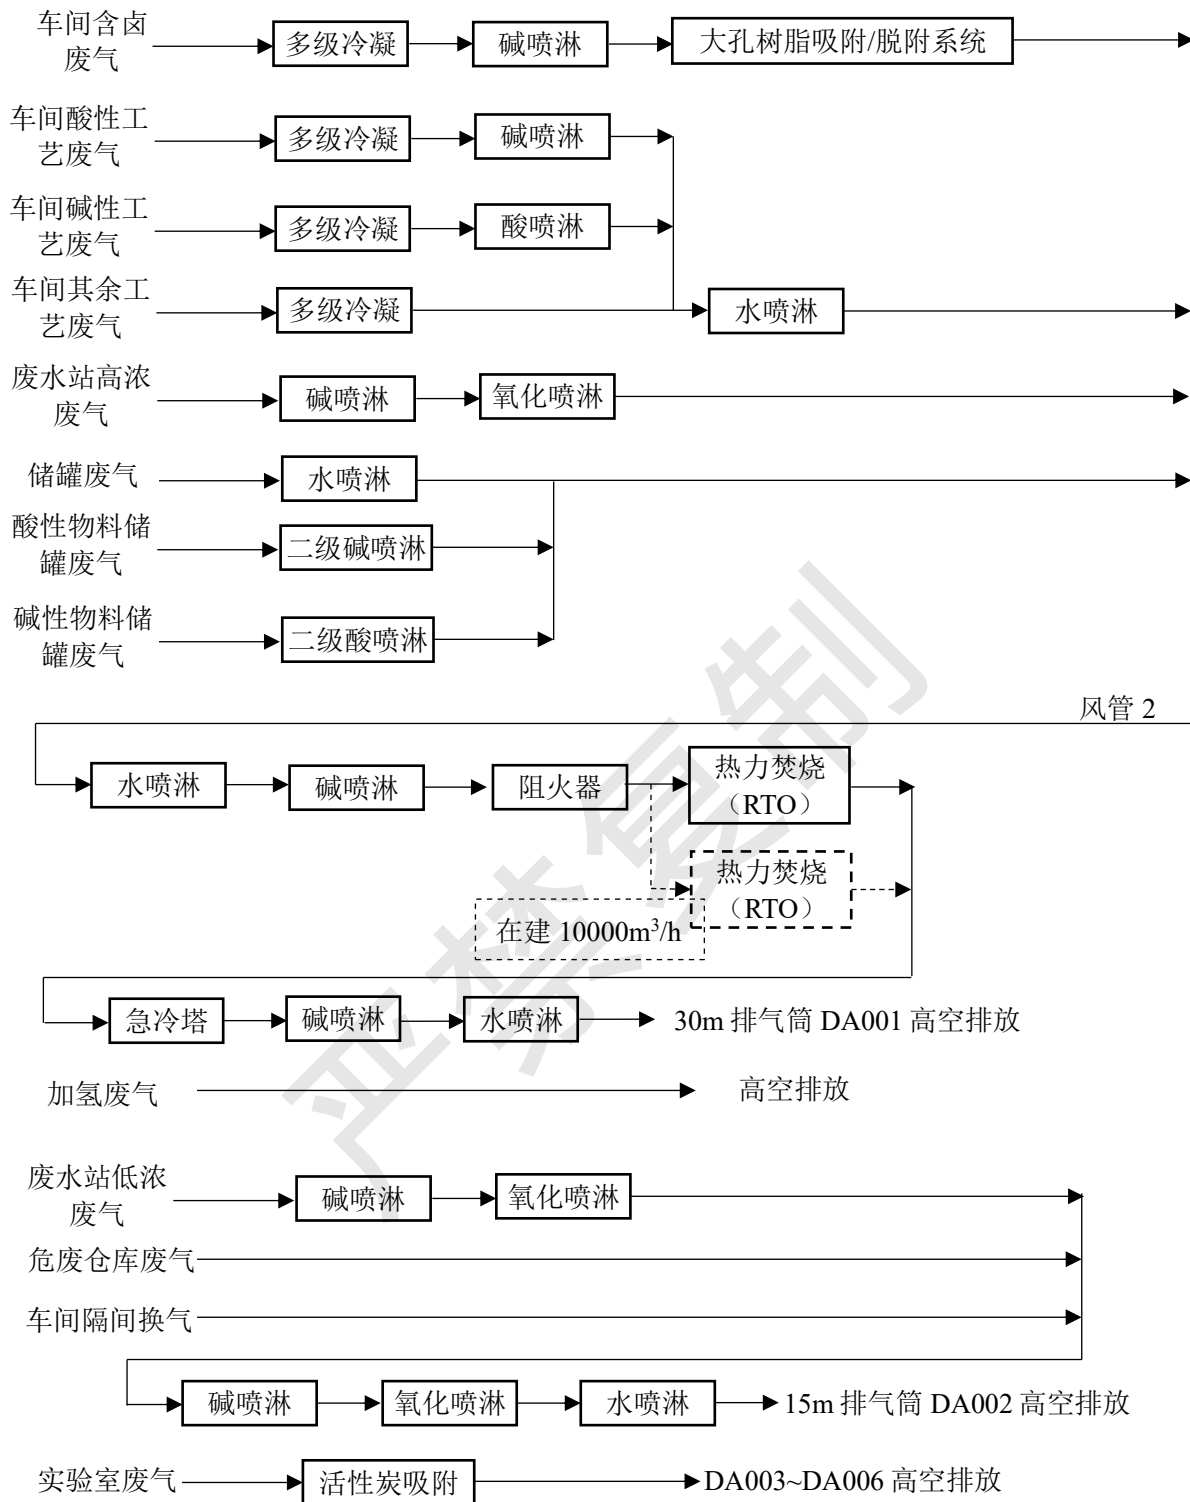 车间含卤
废气
多级冷凝
碱喷淋
大孔树脂吸附/脱附系统
车间酸性工
艺废气
多级冷凝
碱喷淋
车间碱性工
艺废气
多级冷凝
酸喷淋
车间其余工
艺废气
多级冷凝
水喷淋
废水站高浓
废气
碱喷淋
氧化喷淋
储罐废气
水喷淋
酸性物料储
罐废气
二级碱喷淋
碱性物料储
罐废气
二级酸喷淋
风管 2
水喷淋
碱喷淋
阻火器
热力焚烧
（RTO）
热力焚烧
（RTO）
在建 10000m³/h
急冷塔
碱喷淋
水喷淋
30m 排气筒 DA001 高空排放
加氢废气
高空排放
废水站低浓
废气
碱喷淋
氧化喷淋
危废仓库废气
车间隔间换气
碱喷淋
氧化喷淋
水喷淋
15m 排气筒 DA002 高空排放
实验室废气
活性炭吸附
DA003~DA006 高空排放
严禁复制